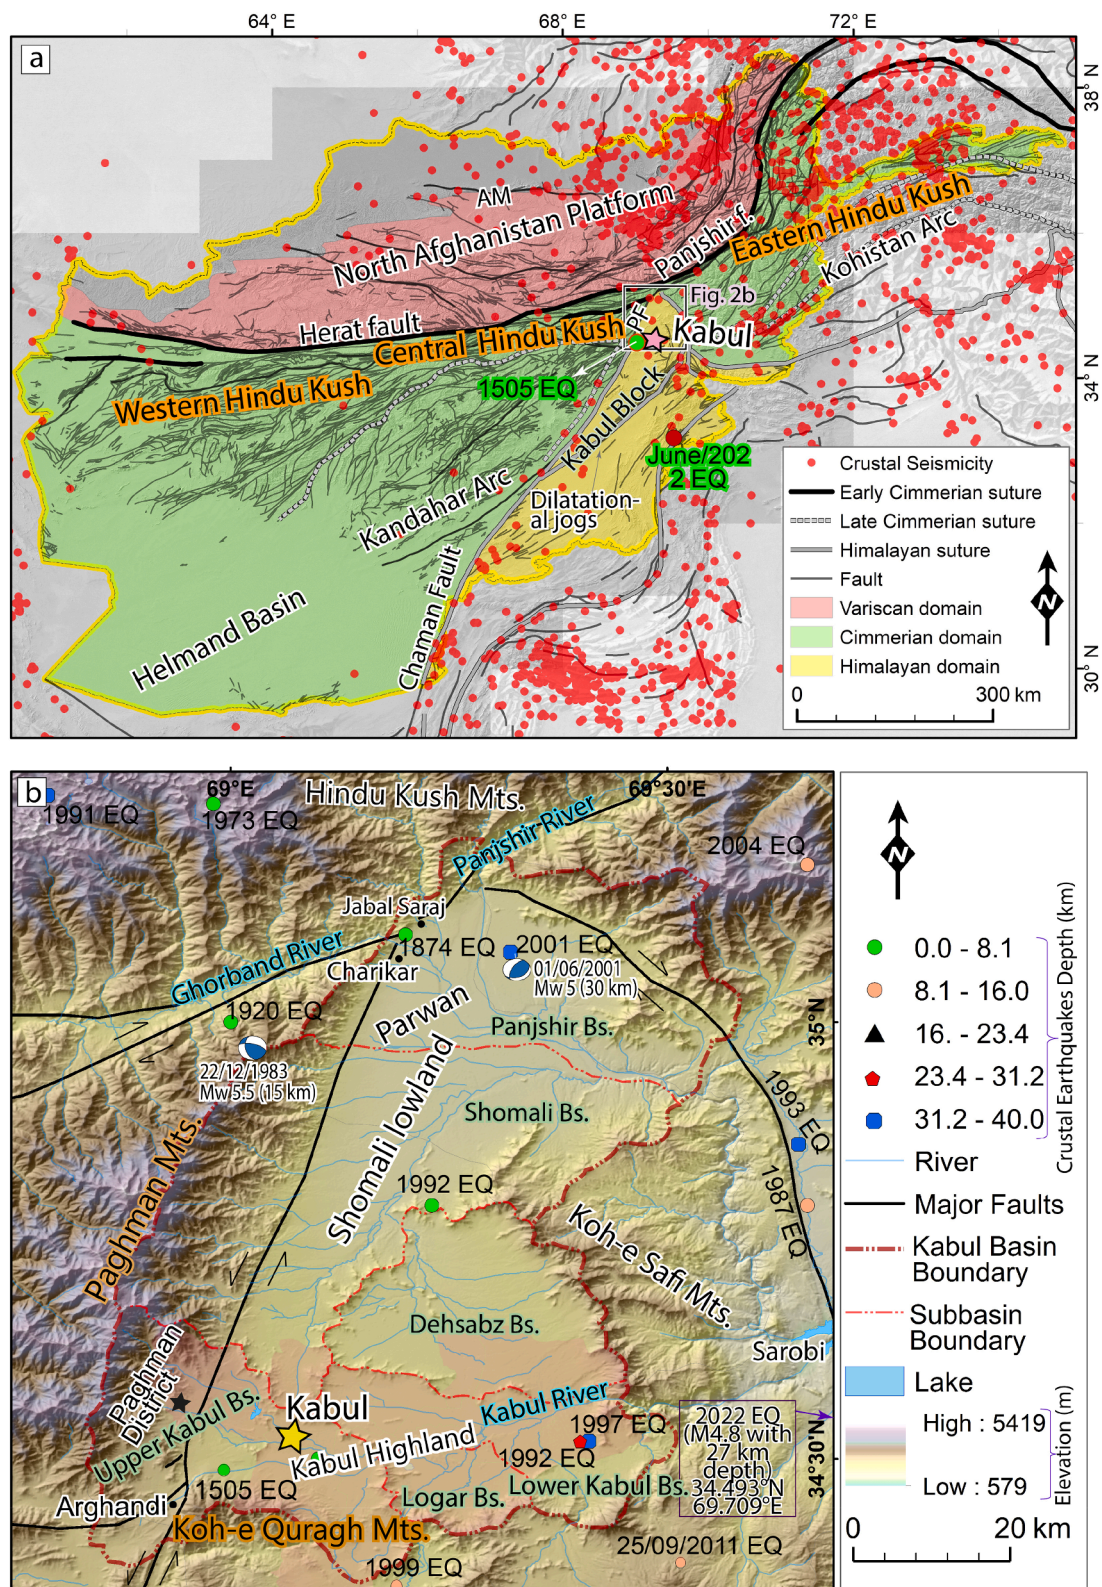 64° E
68° E
72° E
a
38° N
AM
North Afghanistan Platform
Panjshir f.
Eastern Hindu Kush
Kohistan Arc
Fig. 2b
PF
Herat fault
Central Hindu Kush
Kabul
34° N
1505 EQ
Western Hindu Kush
Kabul Block
June/202
2 EQ
Kandahar Arc
Dilatation-
al jogs
Chaman Fault
Helmand Basin
30° N
Crustal Seismicity
Early Cimmerian suture
Late Cimmerian suture
Himalayan suture
Fault
Variscan domain
Cimmerian domain
Himalayan domain
N
0
300 km
b
69°E
69°30'E
Hindu Kush Mts.
1991 EQ
1973 EQ
Panjshir River
2004 EQ
Jabal Saraj
1874 EQ
2001 EQ
Ghorband River
Charikar
01/06/2001
Mw 5 (30 km)
1920 EQ
Parwan
Panjshir Bs.
35°N
22/12/1983
Mw 5.5 (15 km)
Shomali lowland
Shomali Bs.
1993 EQ
Paghman Mts.
1992 EQ
1987 EQ
Koh-e Safi Mts.
Dehsabz Bs.
Sarobi
Paghman
District
Upper Kabul Bs.
Kabul
Kabul River
Kabul Highland
1997 EQ
1992 EQ
2022 EQ
(M4.8 with
27 km
depth)
34.493°N
69.709°E
34°30'N
1505 EQ
Logar Bs.
Lower Kabul Bs.
Arghandi
Koh-e Quragh Mts.
1999 EQ
25/09/2011 EQ
N
0.0 - 8.1
8.1 - 16.0
16. - 23.4
23.4 - 31.2
31.2 - 40.0
Crustal Earthquakes Depth (km)
River
Major Faults
Kabul Basin
Boundary
Subbasin
Boundary
Lake
High : 5419
Low : 579
Elevation (m)
0
20 km